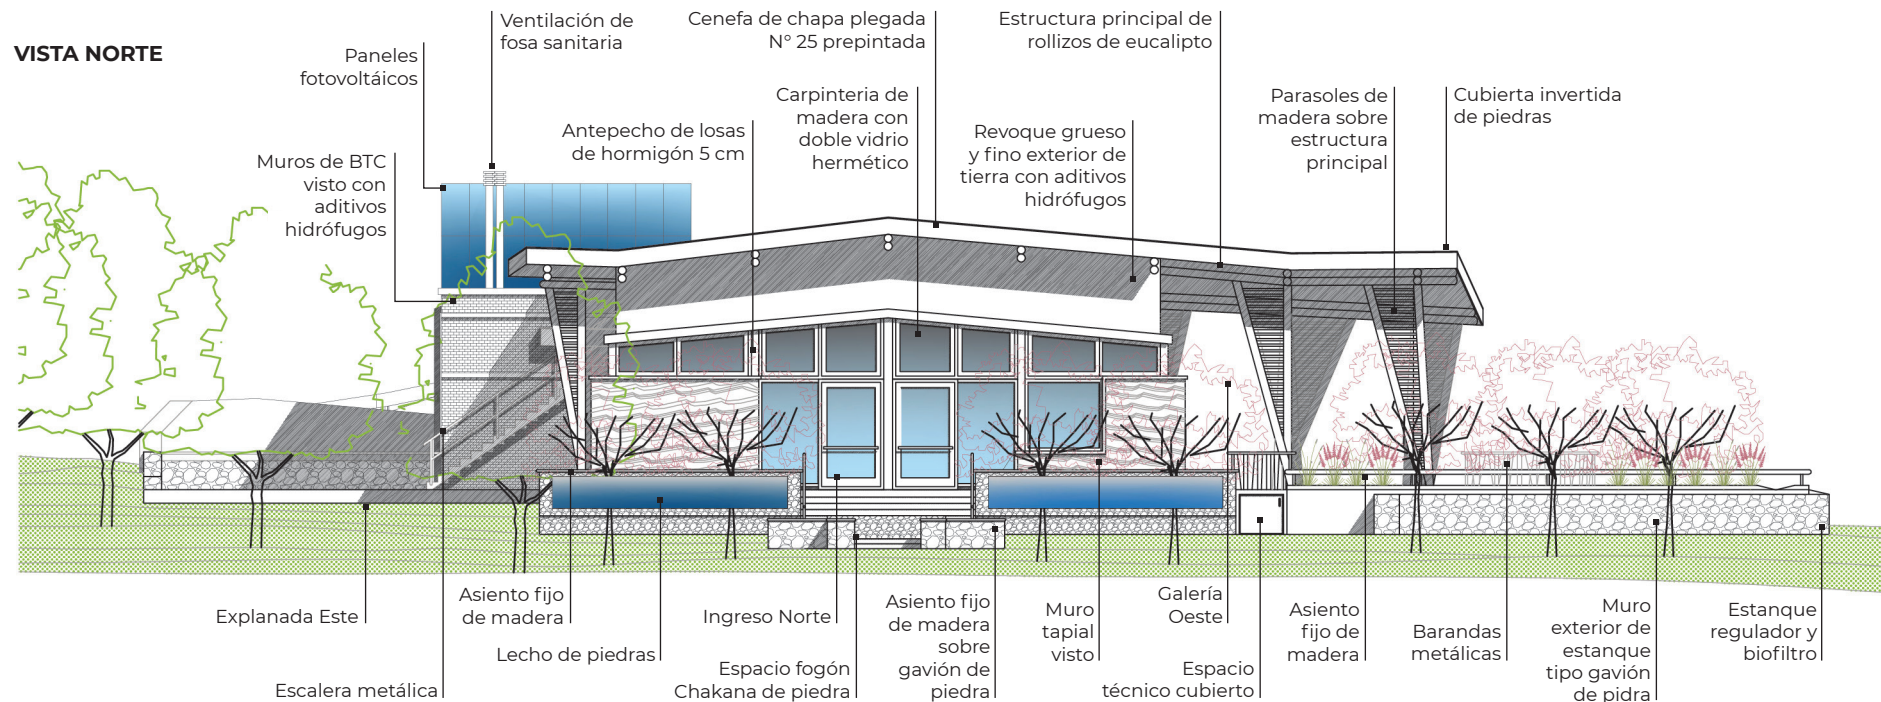 VISTA NORTE
Paneles
fotovoltáicos
Ventilación de
fosa sanitaria
Cenefa de chapa plegada
N° 25 prepintada
Estructura principal de
rollizos de eucalipto
Muros de BTC
visto con
aditivos
hidrófugos
Antepecho de losas
de hormigón 5 cm
Carpinteria de
madera con
doble vidrio
hermético
Revoque grueso
y fino exterior de
tierra con aditivos
hidrófugos
Parasoles de
madera sobre
estructura
principal
Cubierta invertida
de piedras
Explanada Este
Escalera metálica
Asiento fijo
de madera
Lecho de piedras
Ingreso Norte
Espacio fogón
Chakana de piedra
Asiento fijo
de madera
sobre
gavión de
piedra
Muro
tapial
visto
Galería
Oeste
Espacio
técnico cubierto
Asiento
fijo de
madera
Barandas
metálicas
Muro
exterior de
estanque
tipo gavión
de pidra
Estanque
regulador y
biofiltro